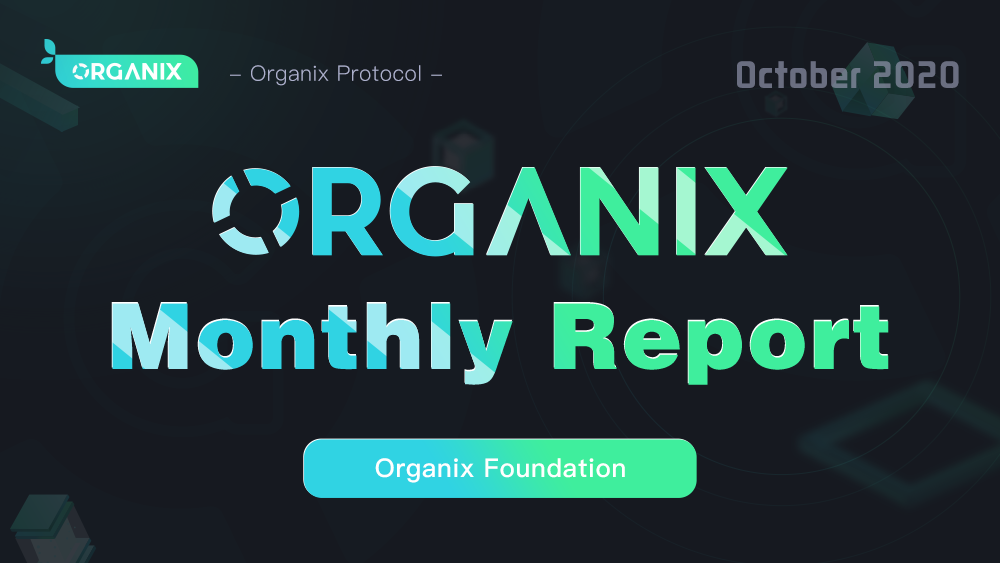 ORGANIX
– Organix Protocol –
October 2020
ORGANIX
Monthly Report
Organix Foundation